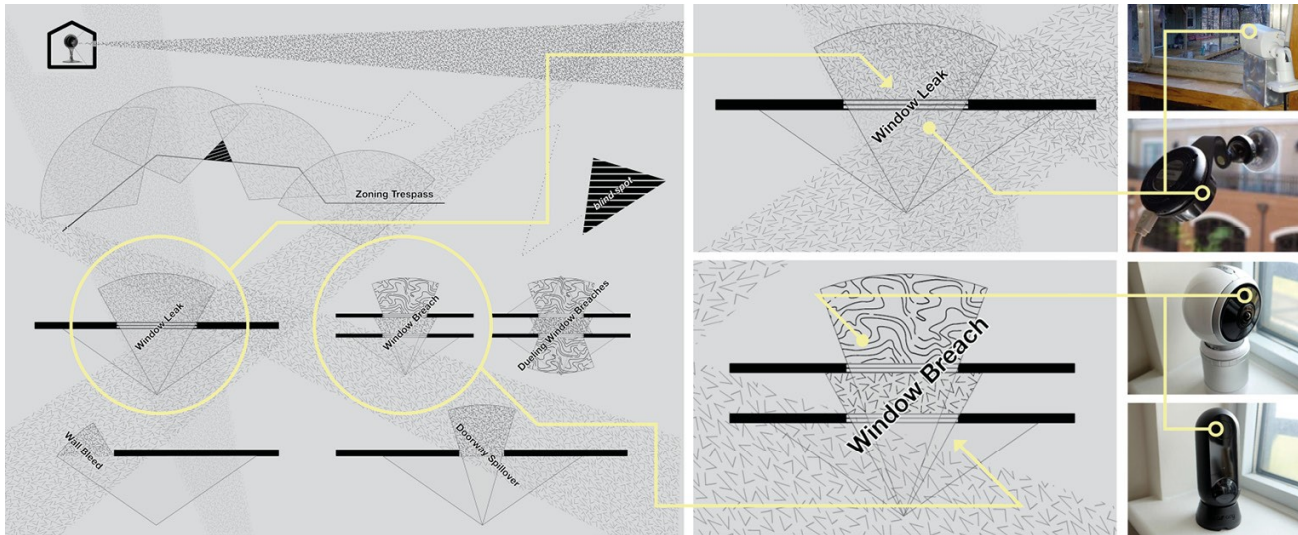 Zoning Trespass
blind spot
Window Leak
Window Breach
Dueling Window Breaches
Wall Bleed
Doorway Spillover
Window Leak
Window Breach